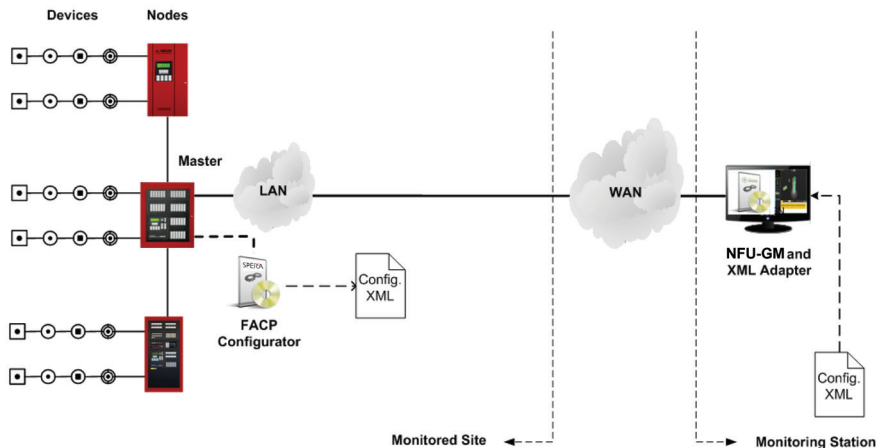 Devices
Nodes
Master
LAN
WAN
NFU-GM and
XML Adapter
SPECTRA
FACP
Configurator
Config.
XML
Config.
XML
Monitored Site
Monitoring Station